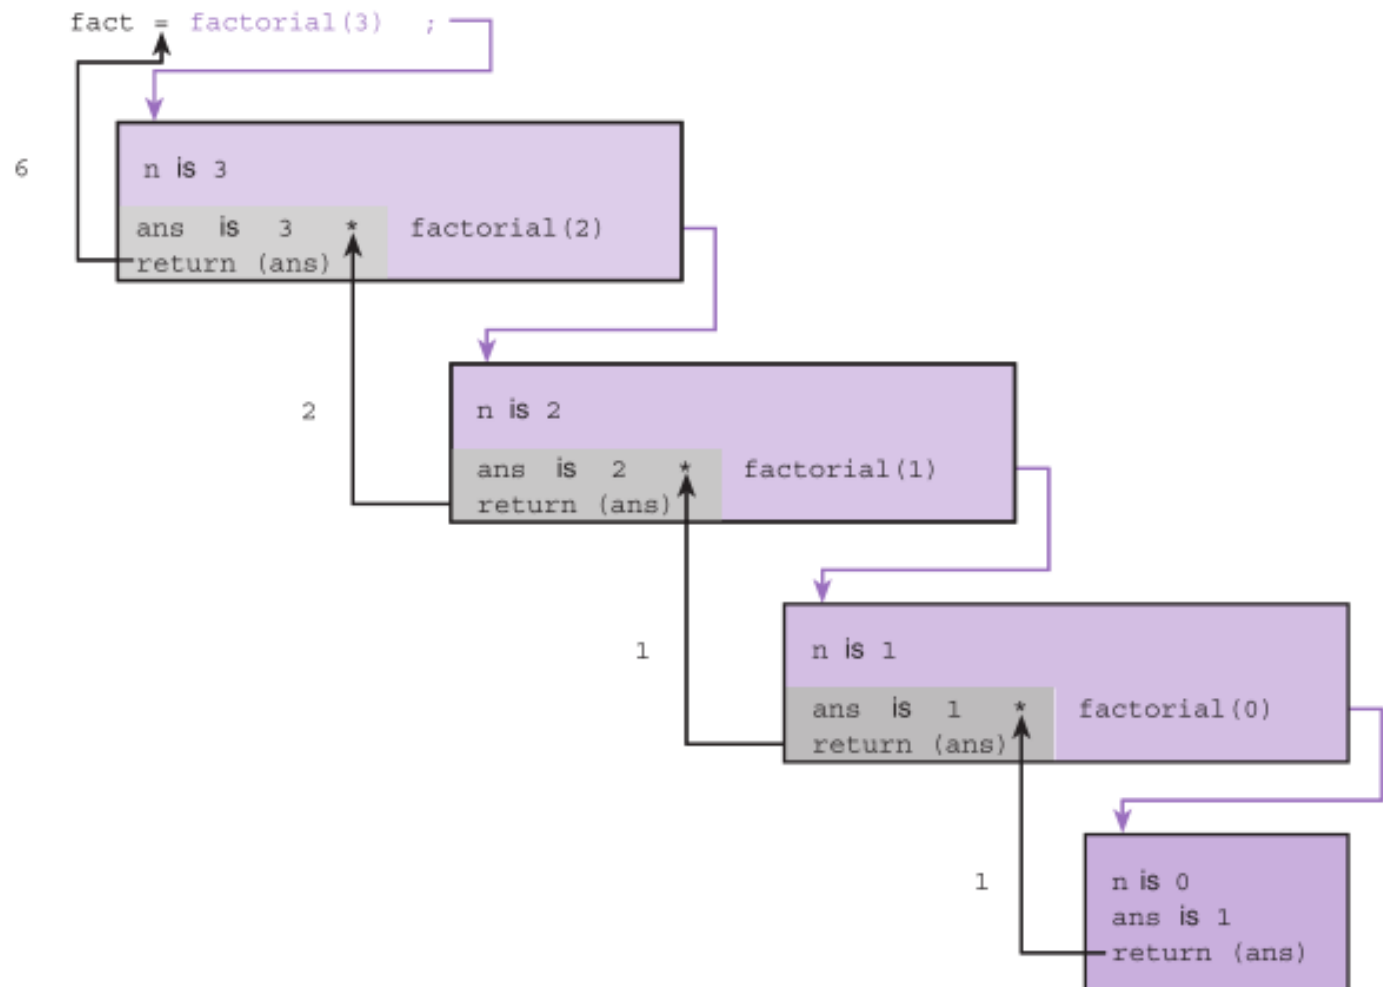 fact = factorial(3) ;
6
n is 3
ans is 3 * factorial(2)
return (ans)
2
n is 2
ans is 2 * factorial(1)
return (ans)
1
n is 1
ans is 1 * factorial(0)
return (ans)
1
n is 0
ans is 1
return (ans)